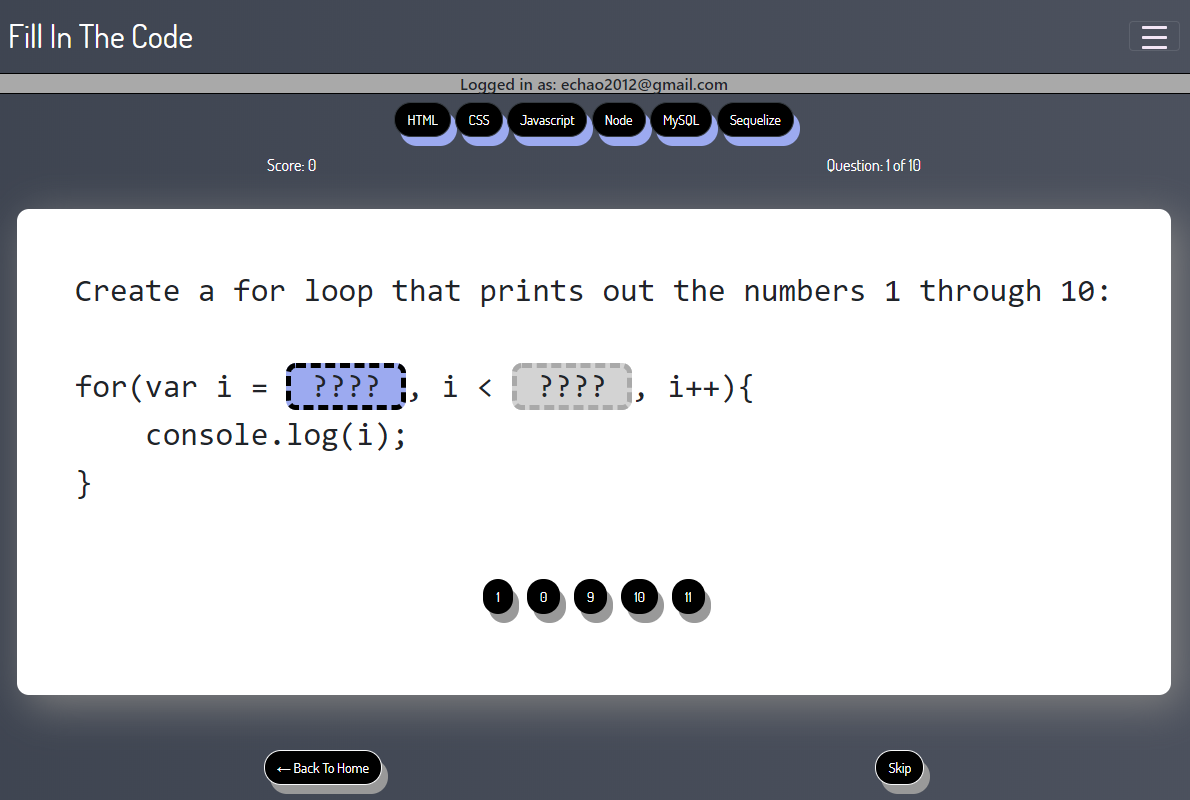 Fill In The Code
Logged in as: echao2012@gmail.com
HTML CSS Javascript Node MySQL Sequelize
Score: 0 Question: 1 of 10
Create a for loop that prints out the numbers 1 through 10:
for(var i = ????, i < ????, i++){
    console.log(i);
}
1 0 9 10 11
← Back To Home Skip